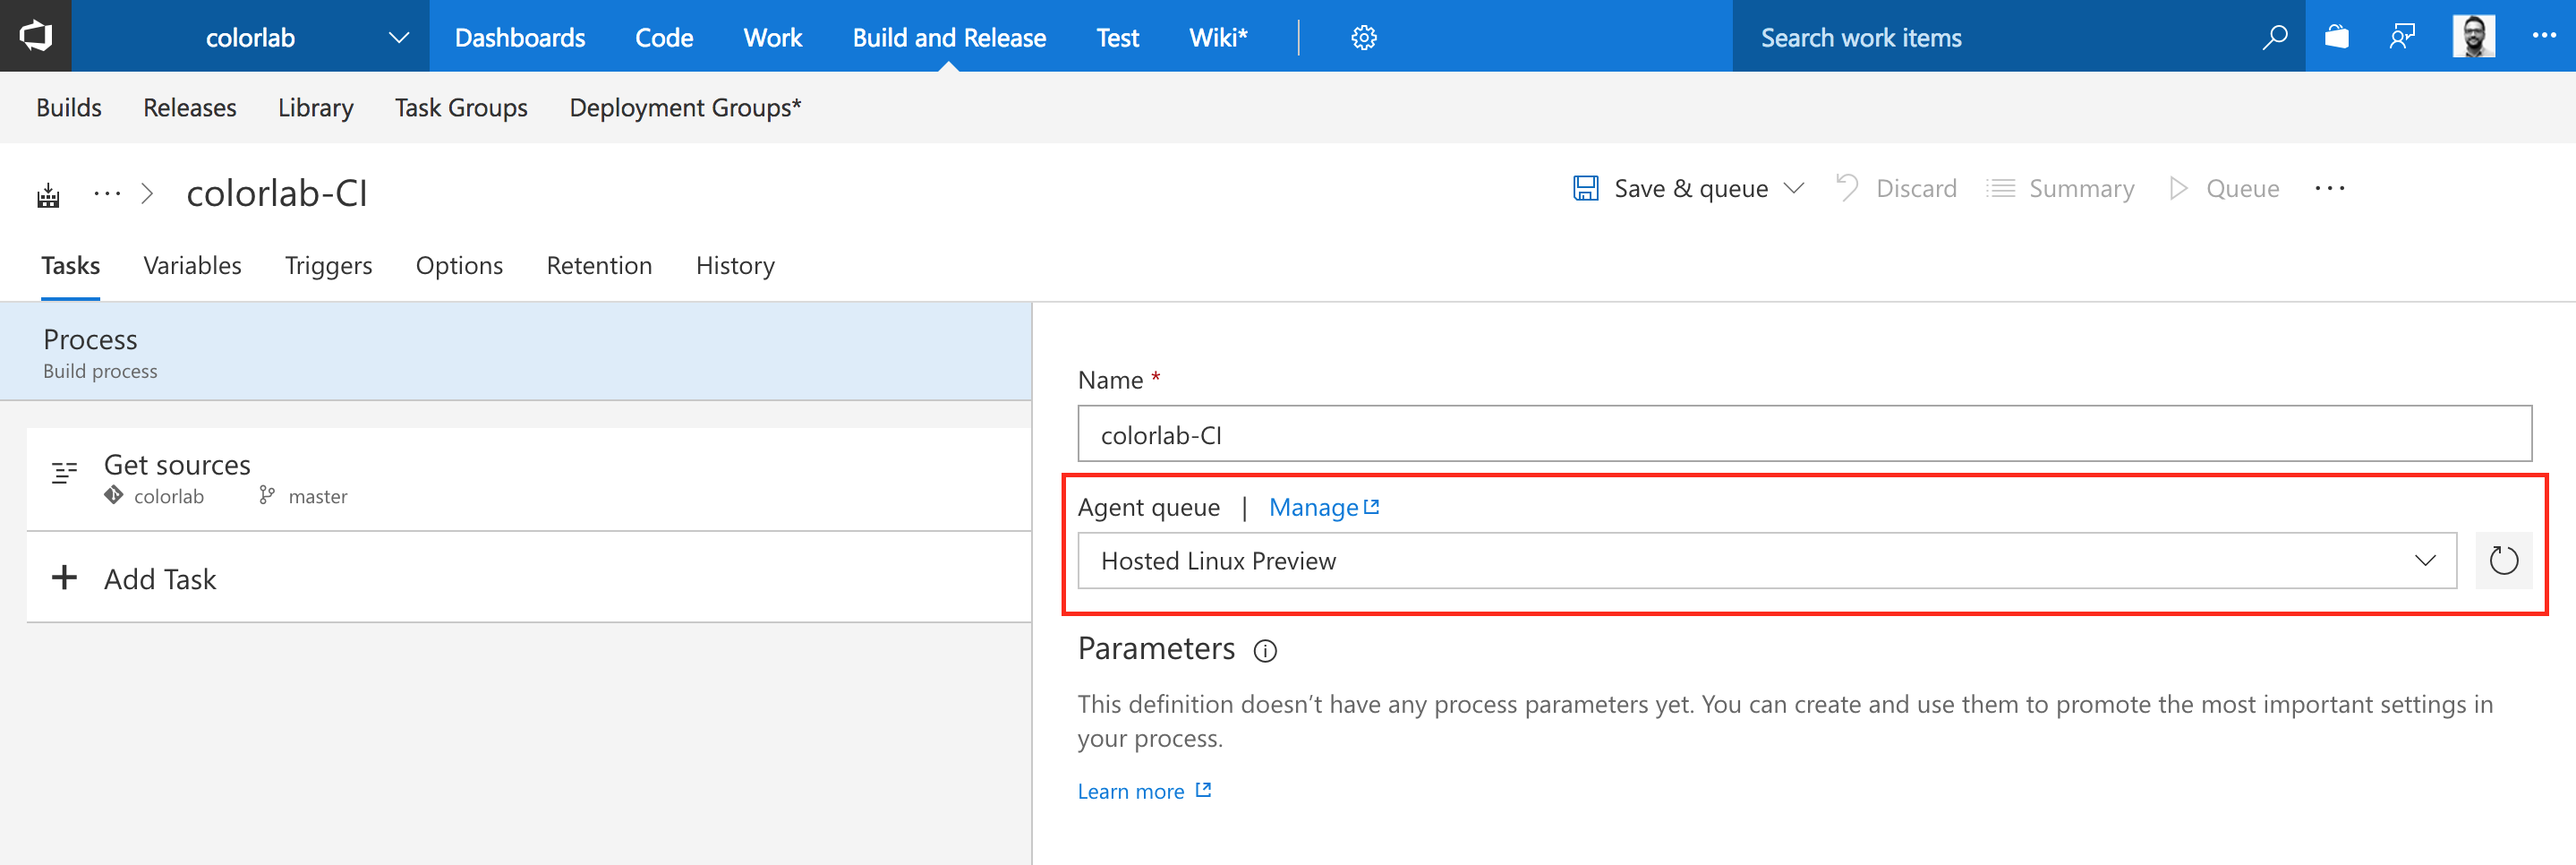 colorlab Dashboards Code Work Build and Release Test Wiki* Search work items
Builds Releases Library Task Groups Deployment Groups*
colorlab-CI Save & queue Discard Summary Queue
Tasks Variables Triggers Options Retention History
Process
Build process
Get sources
colorlab master
Add Task
Name *
colorlab-CI
Agent queue | Manage
Hosted Linux Preview
Parameters
This definition doesn't have any process parameters yet. You can create and use them to promote the most important settings in
your process.
Learn more